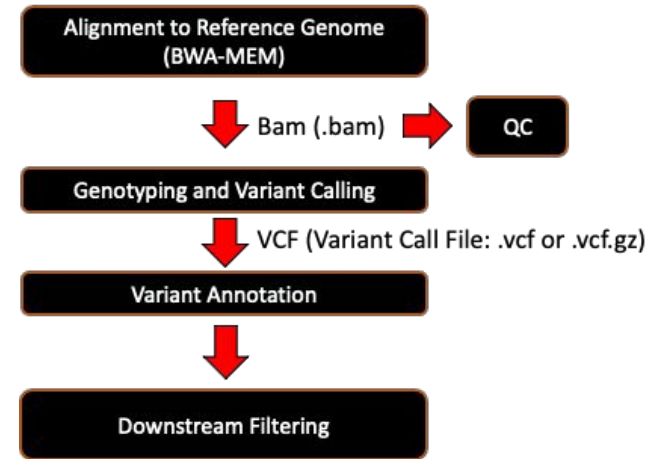 Alignment to Reference Genome
(BWA-MEM)
Bam (.bam)
QC
Genotyping and Variant Calling
VCF (Variant Call File: .vcf or .vcf.gz)
Variant Annotation
Downstream Filtering